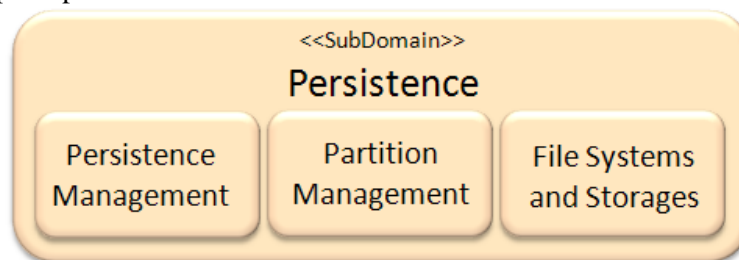 <<SubDomain>>
Persistence
Persistence
Management
Partition
Management
File Systems
and Storages